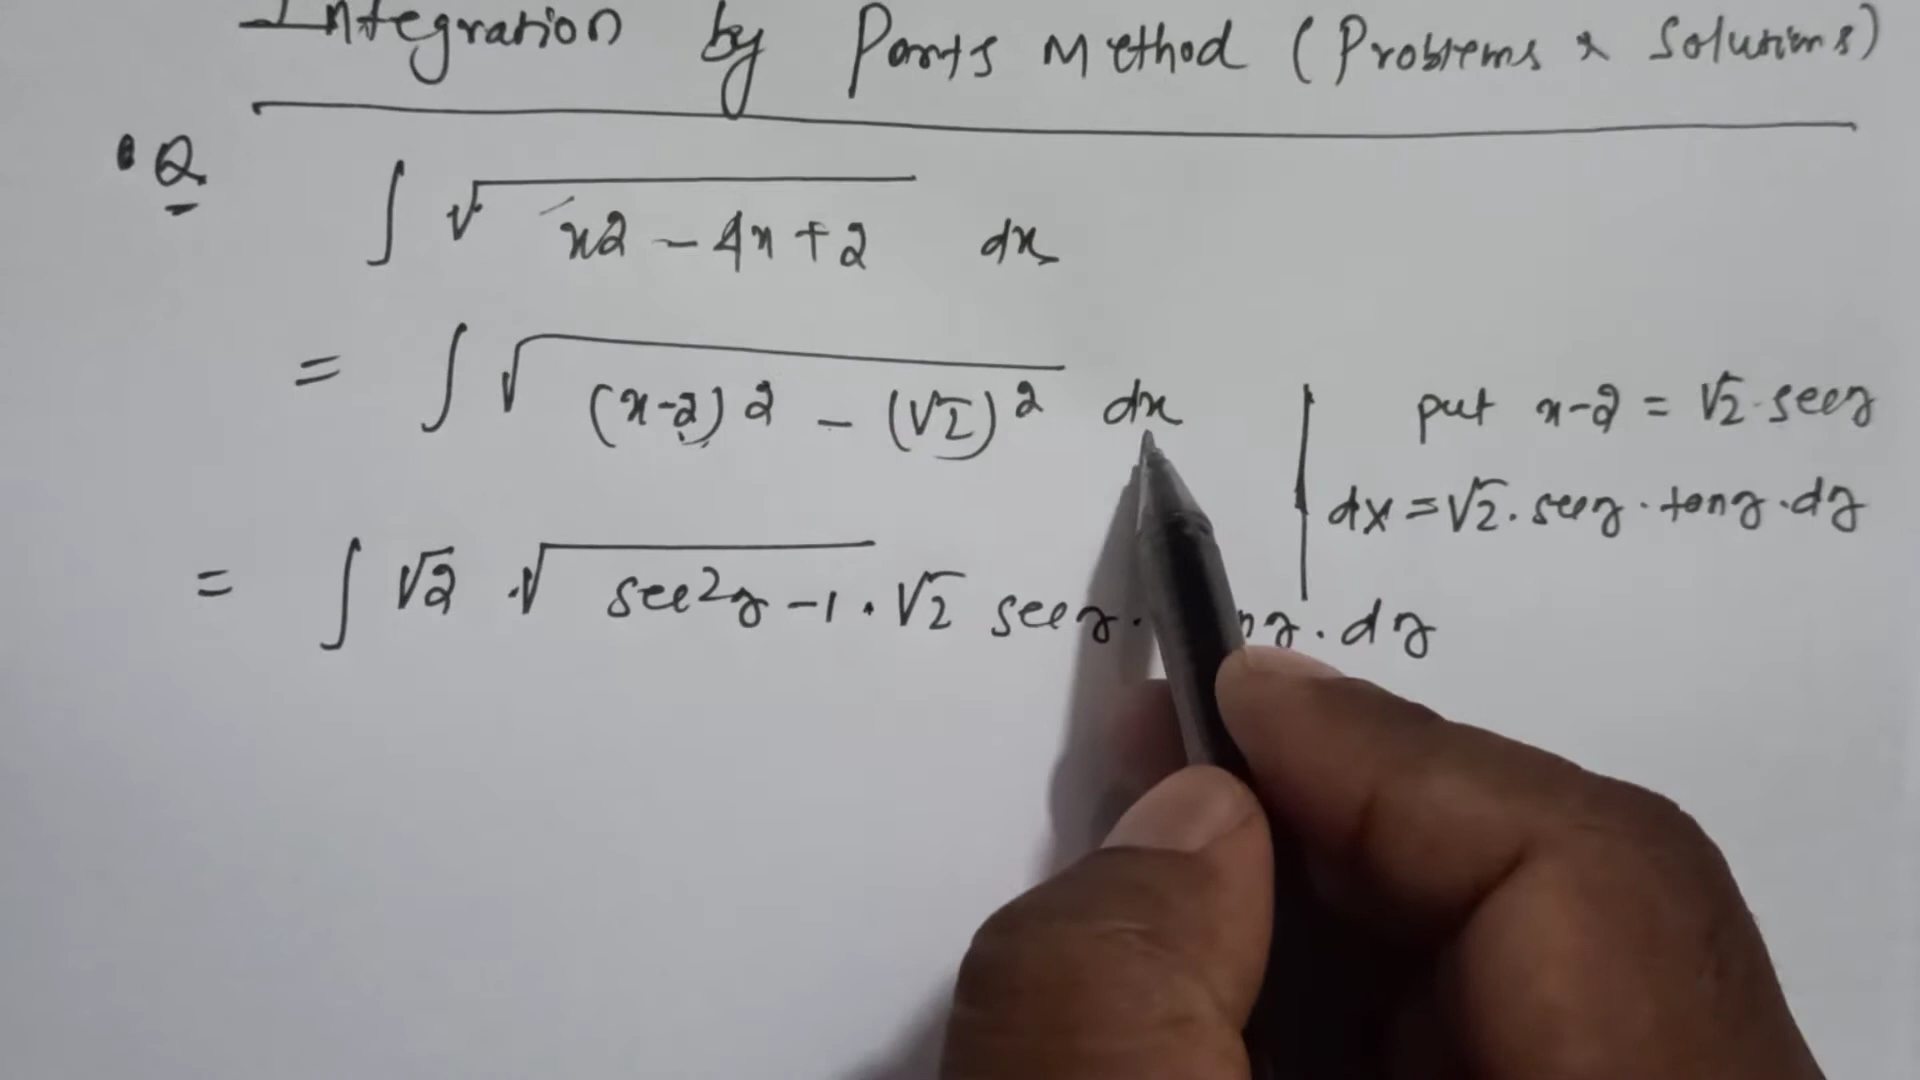 Integration by Parts Method (Problems & Solutions)
Q
∫ √(x2 - 4x + 2) dx
= ∫ √((x-2)2 - (√2)2) dx
put x-2 = √2 · secz
dx = √2 . secz . tanz . dz
= ∫ √2 . √(sec2z - 1) . √2 secz . nz . dz